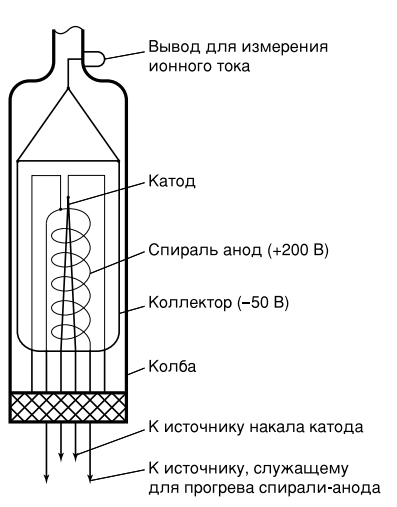 Вывод для измерения
ионного тока
Катод
Спираль анод (+200 В)
Коллектор (–50 В)
Колба
К источнику накала катода
К источнику, служащему
для прогрева спирали-анода